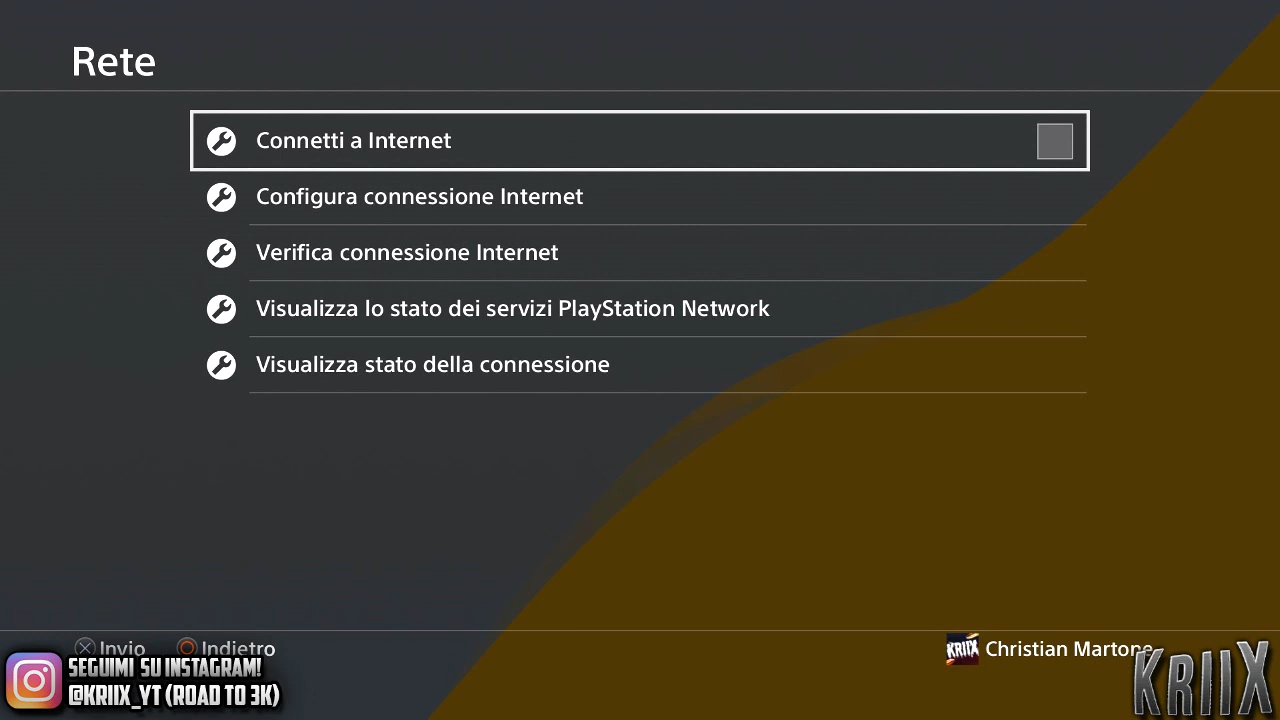 Rete
Connetti a Internet
Configura connessione Internet
Verifica connessione Internet
Visualizza lo stato dei servizi PlayStation Network
Visualizza stato della connessione
Invio Indietro
KRIIX Christian Martone
SEGUIMI SU INSTAGRAM!
@KRIIX_YT (ROAD TO 3K)
KRIIX